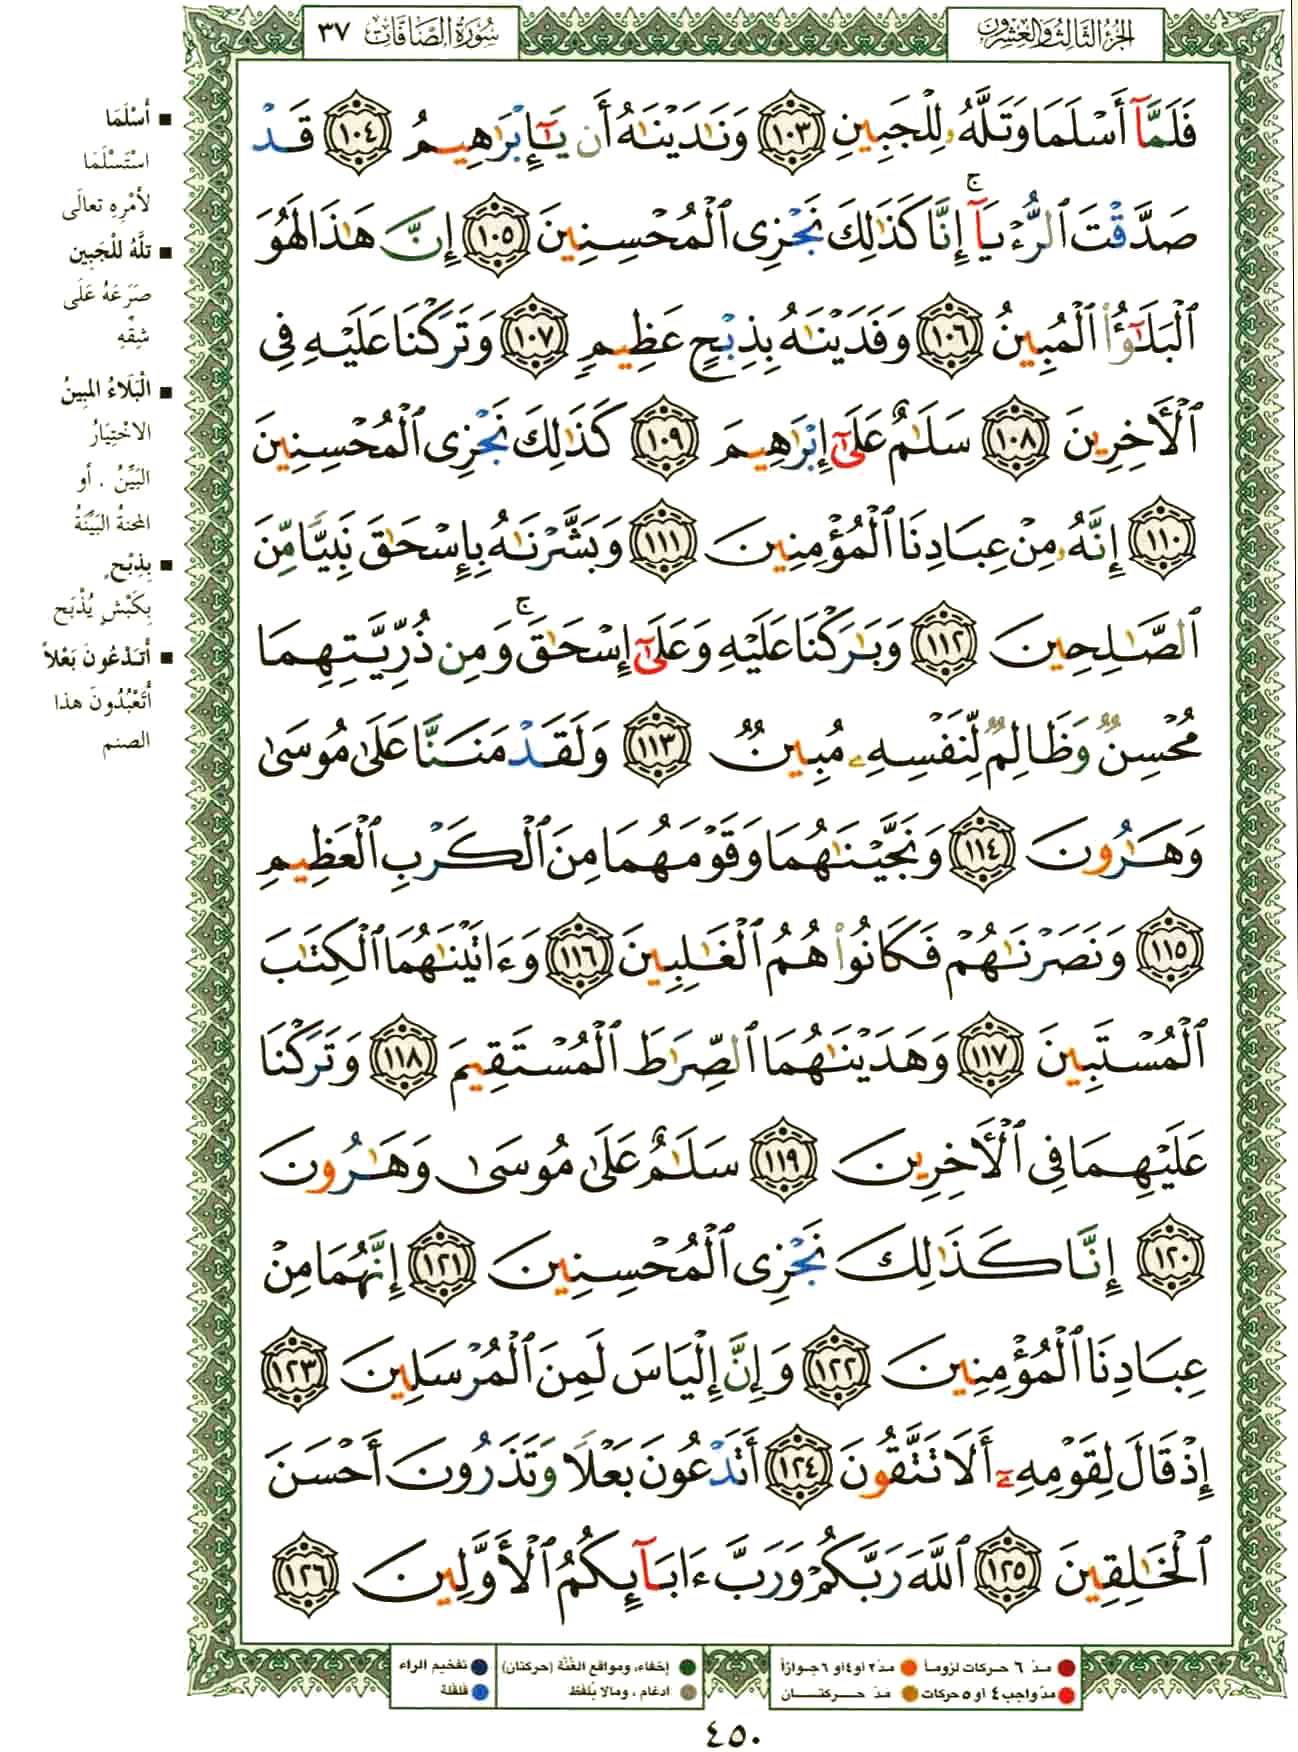 الجزء الثالث والعشرون
سورة الصافات ٣٧
فَلَمَّآ أَسْلَمَا وَتَلَّهُۥ لِلْجَبِينِ ١٠٣ وَنَٰدَيْنَٰهُ أَن يَٰٓإِبْرَٰهِيمُ ١٠٤ قَدْ
صَدَّقْتَ ٱلرُّءْيَآ ۚ إِنَّا كَذَٰلِكَ نَجْزِى ٱلْمُحْسِنِينَ ١٠٥ إِنَّ هَٰذَا لَهُوَ
ٱلْبَلَٰٓؤُا۟ ٱلْمُبِينُ ١٠٦ وَفَدَيْنَٰهُ بِذِبْحٍ عَظِيمٍ ١٠٧ وَتَرَكْنَا عَلَيْهِ فِى
ٱلْأَخِرِينَ ١٠٨ سَلَٰمٌ عَلَىٰٓ إِبْرَٰهِيمَ ١٠٩ كَذَٰلِكَ نَجْزِى ٱلْمُحْسِنِينَ
١١٠ إِنَّهُۥ مِنْ عِبَادِنَا ٱلْمُؤْمِنِينَ ١١١ وَبَشَّرْنَٰهُ بِإِسْحَٰقَ نَبِيًّا مِّنَ
ٱلصَّٰلِحِينَ ١١٢ وَبَٰرَكْنَا عَلَيْهِ وَعَلَىٰٓ إِسْحَٰقَ ۚ وَمِن ذُرِّيَّتِهِمَا
مُحْسِنٌ وَظَالِمٌ لِّنَفْسِهِۦ مُبِينٌ ١١٣ وَلَقَدْ مَنَنَّا عَلَىٰ مُوسَىٰ
وَهَٰرُونَ ١١٤ وَنَجَّيْنَٰهُمَا وَقَوْمَهُمَا مِنَ ٱلْكَرْبِ ٱلْعَظِيمِ
١١٥ وَنَصَرْنَٰهُمْ فَكَانُوا۟ هُمُ ٱلْغَٰلِبِينَ ١١٦ وَءَاتَيْنَٰهُمَا ٱلْكِتَٰبَ
ٱلْمُسْتَبِينَ ١١٧ وَهَدَيْنَٰهُمَا ٱلصِّرَٰطَ ٱلْمُسْتَقِيمَ ١١٨ وَتَرَكْنَا
عَلَيْهِمَا فِى ٱلْأَخِرِينَ ١١٩ سَلَٰمٌ عَلَىٰ مُوسَىٰ وَهَٰرُونَ
١٢٠ إِنَّا كَذَٰلِكَ نَجْزِى ٱلْمُحْسِنِينَ ١٢١ إِنَّهُمَا مِنْ
عِبَادِنَا ٱلْمُؤْمِنِينَ ١٢٢ وَإِنَّ إِلْيَاسَ لَمِنَ ٱلْمُرْسَلِينَ ١٢٣
إِذْ قَالَ لِقَوْمِهِۦٓ أَلَا تَتَّقُونَ ١٢٤ أَتَدْعُونَ بَعْلًا وَتَذَرُونَ أَحْسَنَ
ٱلْخَٰلِقِينَ ١٢٥ ٱللَّهَ رَبَّكُمْ وَرَبَّ ءَابَآئِكُمُ ٱلْأَوَّلِينَ ١٢٦
■ أَسْلَمَا
اسْتَسْلَمَا
لأمْرِهِ تعالَى
■ تلَّهُ للْجَبِين
صَرَعَهُ عَلَى
شِقِّهِ
■ الْبَلَاءُ المبِينُ
الاخْتِبَارُ
البَيِّنُ . أو
المحنةُ البَيِّنَةُ
■ بِذِبْحٍ
بِكَبْشٍ يُذْبَح
■ أَتَدْعُونَ بَعْلاً
أَتَعْبُدُونَ هذا
الصنم
مدّ ٦ حركات لزوماً مدّ ٢ أو ٤ أو ٦ جوازاً
مدّ واجب ٤ أو ٥ حركات مدّ حركتان
إخفاء، ومواقع الغُنَّة (حركتان) تفخيم الراء
ادغام ، ومالا يُلفَظ قلقلة
٤٥٠